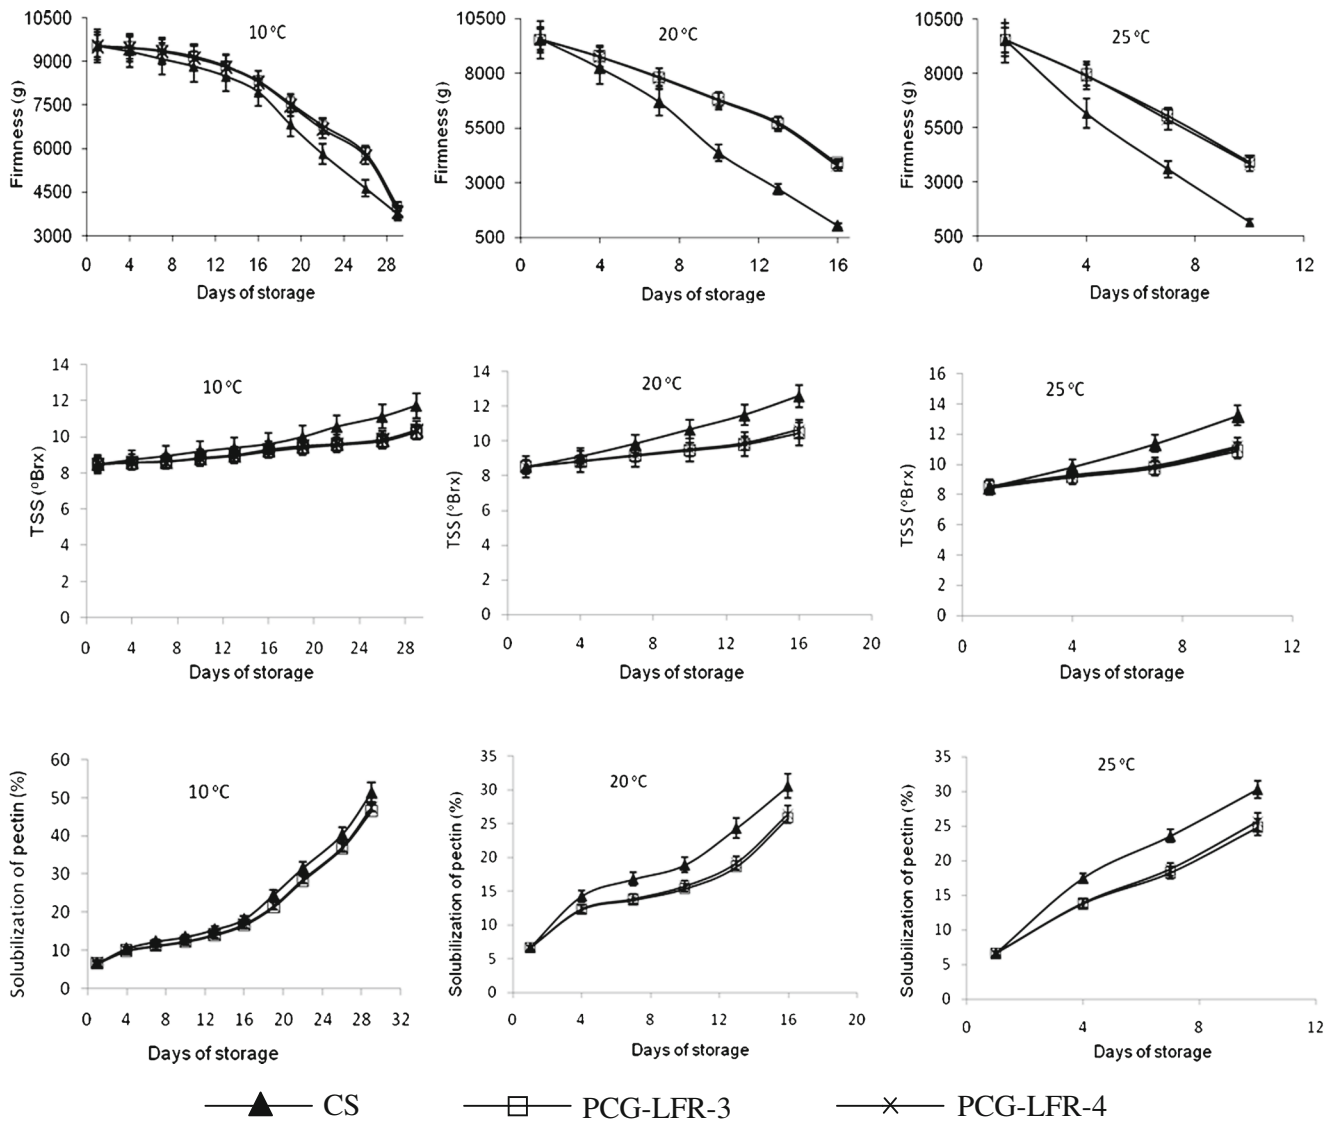 10 °C
Firmness (g)
10500
9000
7500
6000
4500
3000
0 4 8 12 16 20 24 28
Days of storage
20 °C
Firmness (g)
10500
8000
5500
3000
500
0 4 8 12 16
Days of storage
25 °C
Firmness (g)
10500
8000
5500
3000
500
0 4 8 12
Days of storage
10 °C
TSS (°Brx)
14
12
10
8
6
4
2
0
0 4 8 12 16 20 24 28
Days of storage
20 °C
TSS (°Brx)
14
12
10
8
6
4
2
0
0 4 8 12 16 20
Days of storage
25 °C
TSS (°Brx)
16
14
12
10
8
6
4
2
0
0 4 8 12
Days of storage
10 °C
Solubilization of pectin (%)
60
50
40
30
20
10
0
0 4 8 12 16 20 24 28 32
Days of storage
20 °C
Solubilization of pectin (%)
35
30
25
20
15
10
5
0
0 4 8 12 16 20
Days of storage
25 °C
Solubilization of pectin (%)
35
30
25
20
15
10
5
0
0 4 8 12
Days of storage
CS PCG-LFR-3 PCG-LFR-4